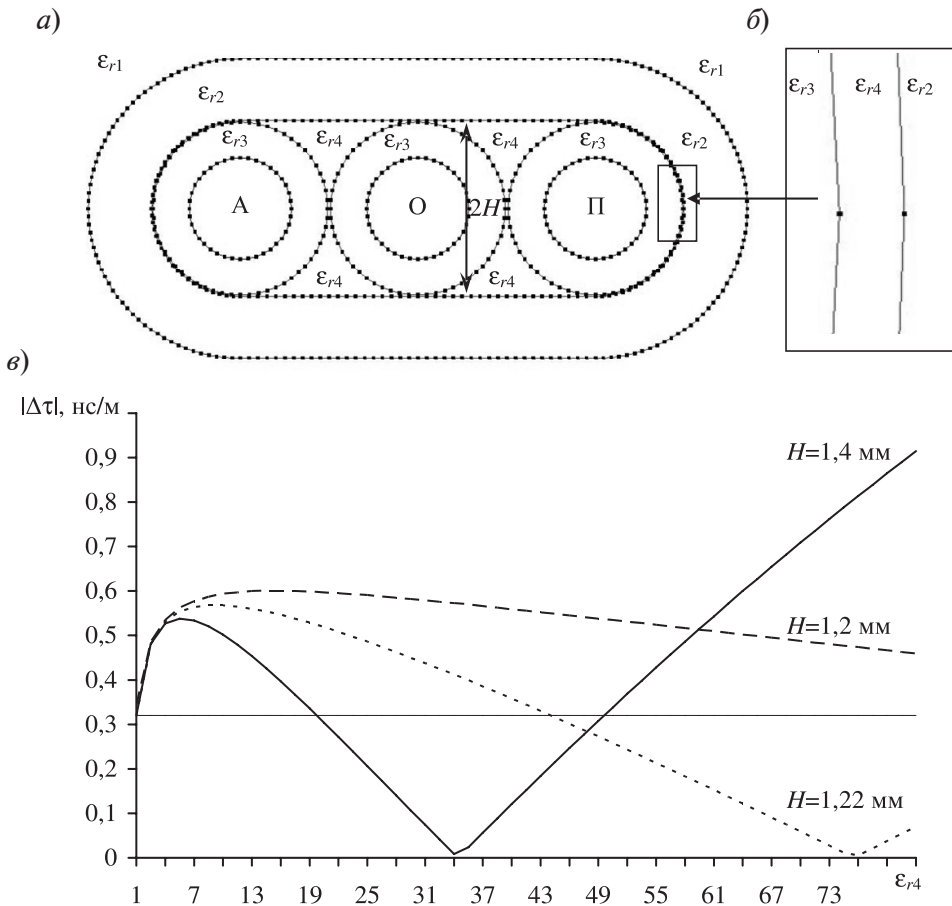 а)
б)
εr1
εr1
εr2
εr3 εr4 εr3 εr4 εr3 εr2
А О 2H П
εr4 εr4
εr3 εr4 εr2
в)
|Δτ|, нс/м
0,9
0,8
0,7
0,6
0,5
0,4
0,3
0,2
0,1
0
H=1,4 мм
H=1,2 мм
H=1,22 мм
1 7 13 19 25 31 37 43 49 55 61 67 73 εr4